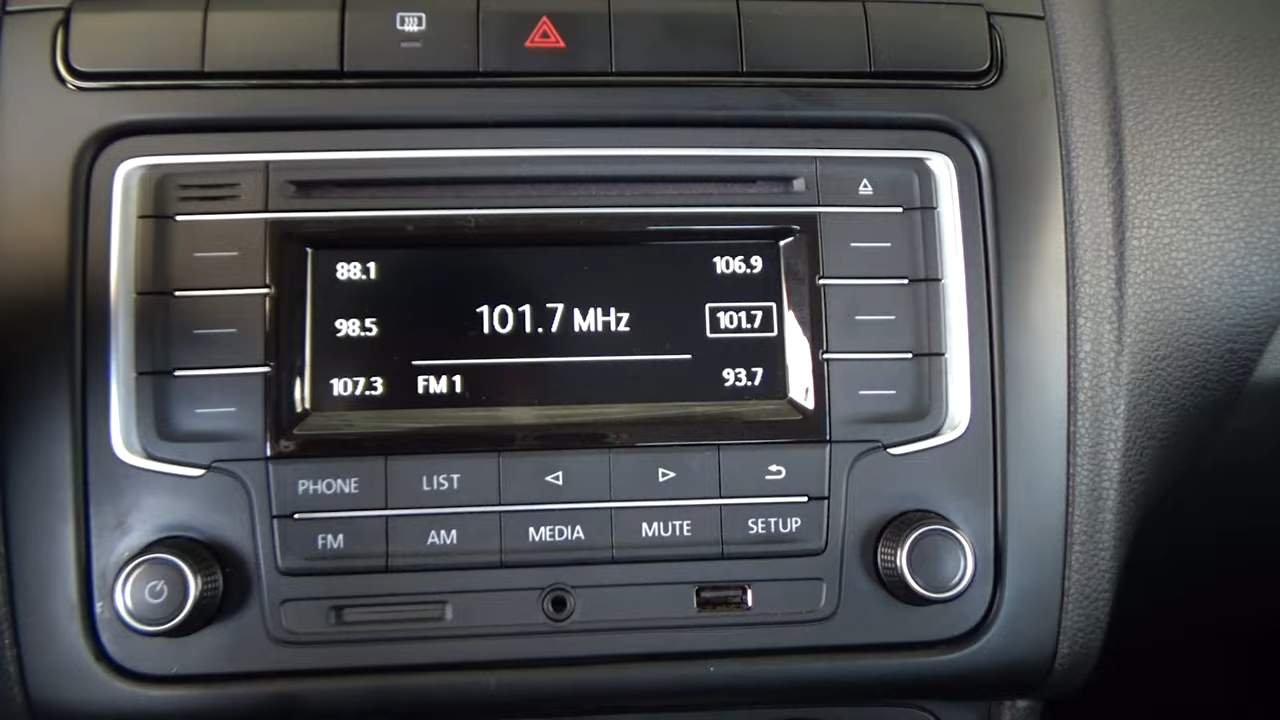 88.1
106.9
98.5
101.7 MHz
101.7
107.3
FM 1
93.7
PHONE
LIST
FM
AM
MEDIA
MUTE
SETUP